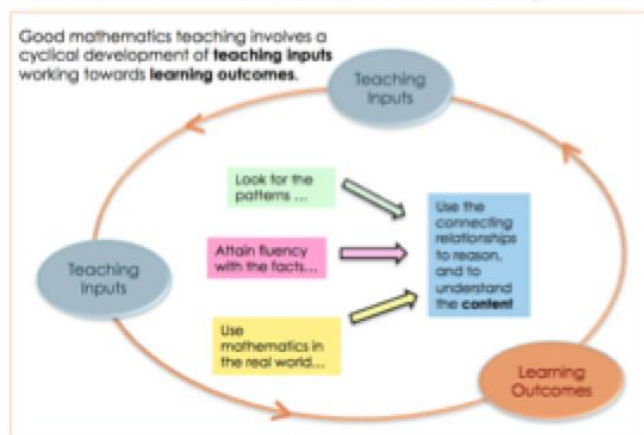 Good mathematics teaching involves a
cyclical development of teaching inputs
working towards learning outcomes.
Teaching
Inputs
Look for the
patterns ...
Use the
connecting
relationships
to reason,
and to
understand
the content
Attain fluency
with the facts...
Teaching
Inputs
Use
mathematics in
the real world...
Learning
Outcomes